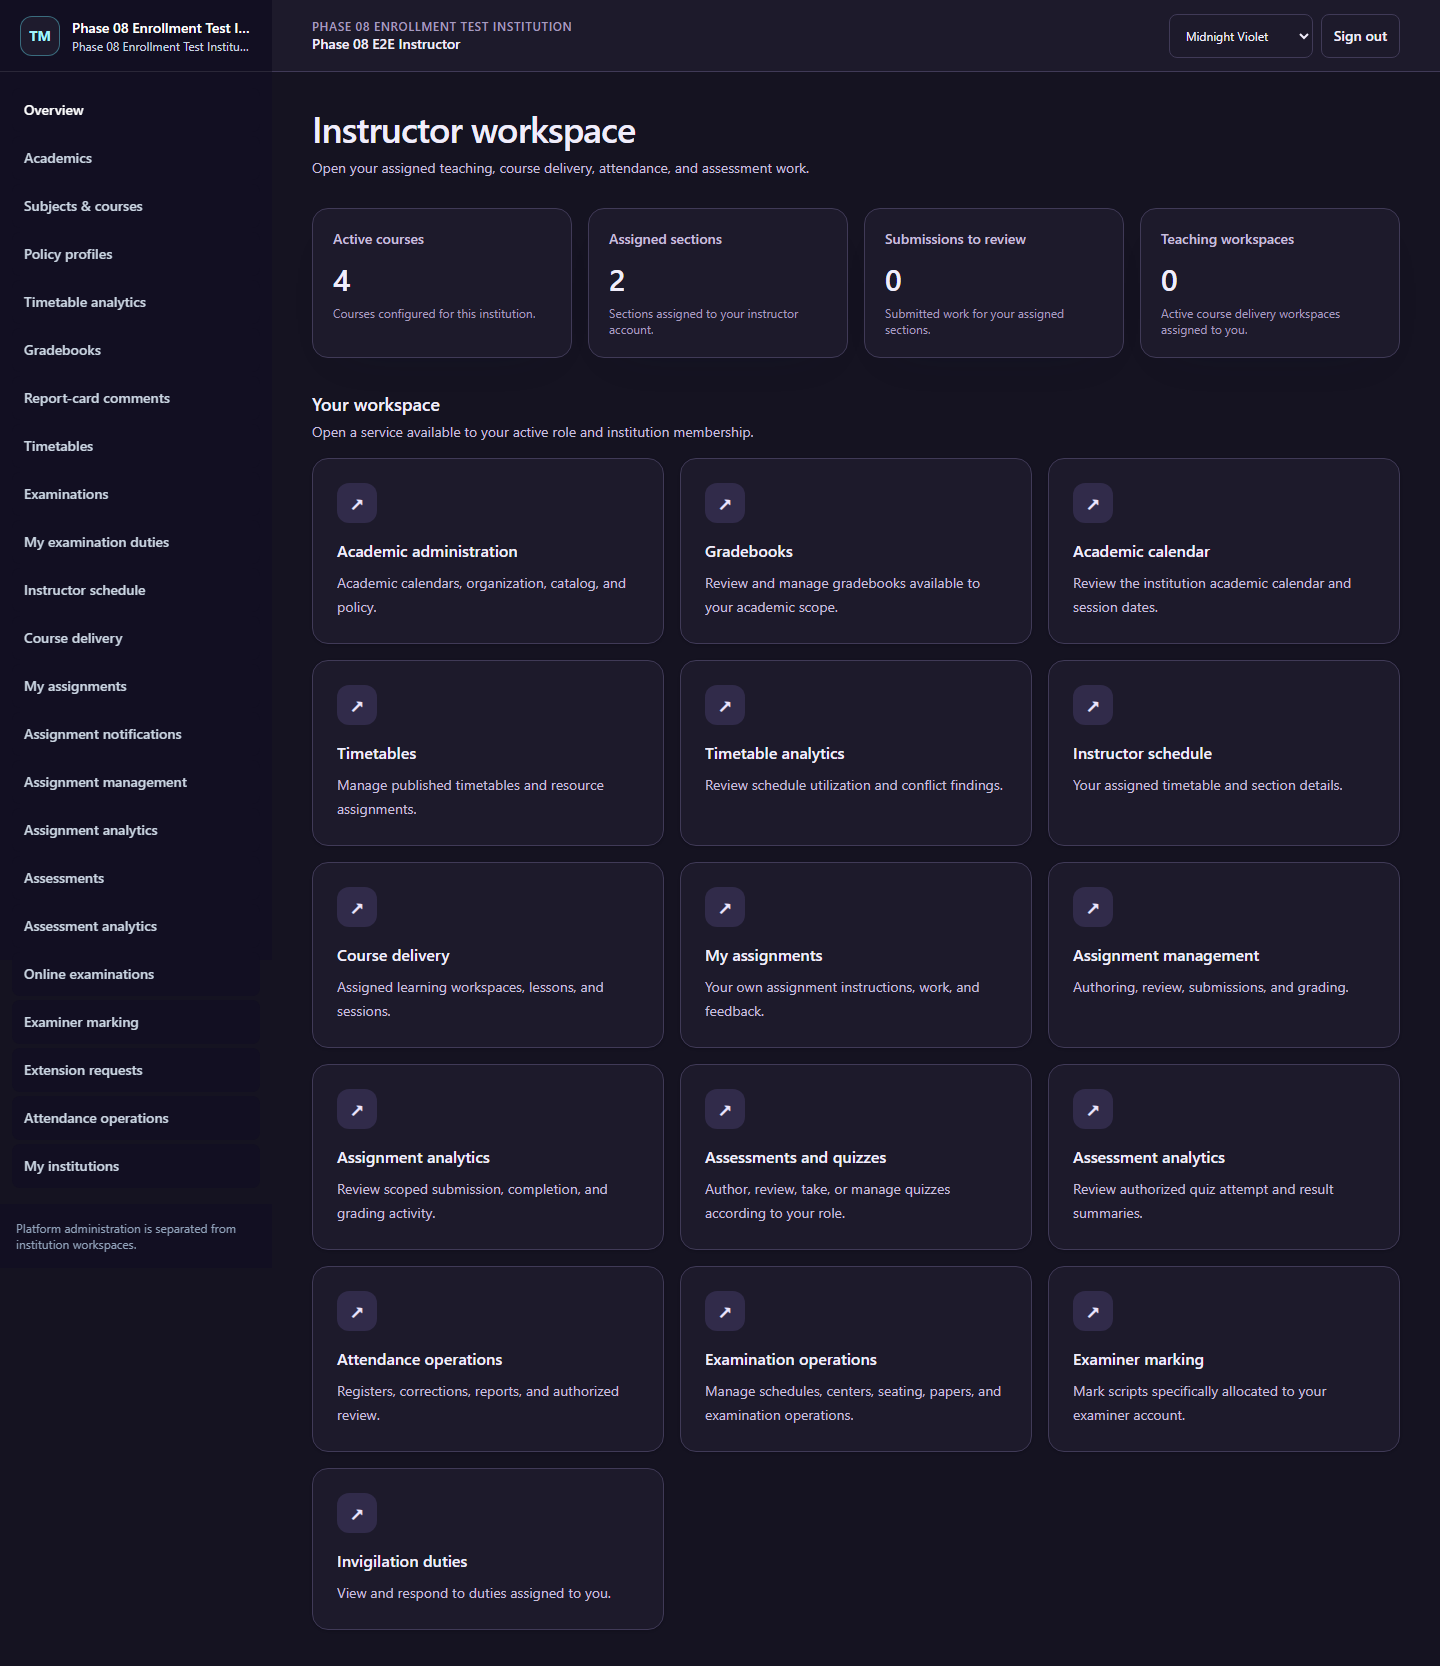 TM
Phase 08 Enrollment Test I...
Phase 08 Enrollment Test Institu...
PHASE 08 ENROLLMENT TEST INSTITUTION
Phase 08 E2E Instructor
Midnight Violet
Sign out
Overview
Academics
Subjects & courses
Policy profiles
Timetable analytics
Gradebooks
Report-card comments
Timetables
Examinations
My examination duties
Instructor schedule
Course delivery
My assignments
Assignment notifications
Assignment management
Assignment analytics
Assessments
Assessment analytics
Online examinations
Examiner marking
Extension requests
Attendance operations
My institutions
Platform administration is separated from
institution workspaces.
Instructor workspace
Open your assigned teaching, course delivery, attendance, and assessment work.
Active courses
4
Courses configured for this institution.
Assigned sections
2
Sections assigned to your instructor
account.
Submissions to review
0
Submitted work for your assigned
sections.
Teaching workspaces
0
Active course delivery workspaces
assigned to you.
Your workspace
Open a service available to your active role and institution membership.
Academic administration
Academic calendars, organization, catalog, and
policy.
Gradebooks
Review and manage gradebooks available to
your academic scope.
Academic calendar
Review the institution academic calendar and
session dates.
Timetables
Manage published timetables and resource
assignments.
Timetable analytics
Review schedule utilization and conflict findings.
Instructor schedule
Your assigned timetable and section details.
Course delivery
Assigned learning workspaces, lessons, and
sessions.
My assignments
Your own assignment instructions, work, and
feedback.
Assignment management
Authoring, review, submissions, and grading.
Assignment analytics
Review scoped submission, completion, and
grading activity.
Assessments and quizzes
Author, review, take, or manage quizzes
according to your role.
Assessment analytics
Review authorized quiz attempt and result
summaries.
Attendance operations
Registers, corrections, reports, and authorized
review.
Examination operations
Manage schedules, centers, seating, papers, and
examination operations.
Examiner marking
Mark scripts specifically allocated to your
examiner account.
Invigilation duties
View and respond to duties assigned to you.